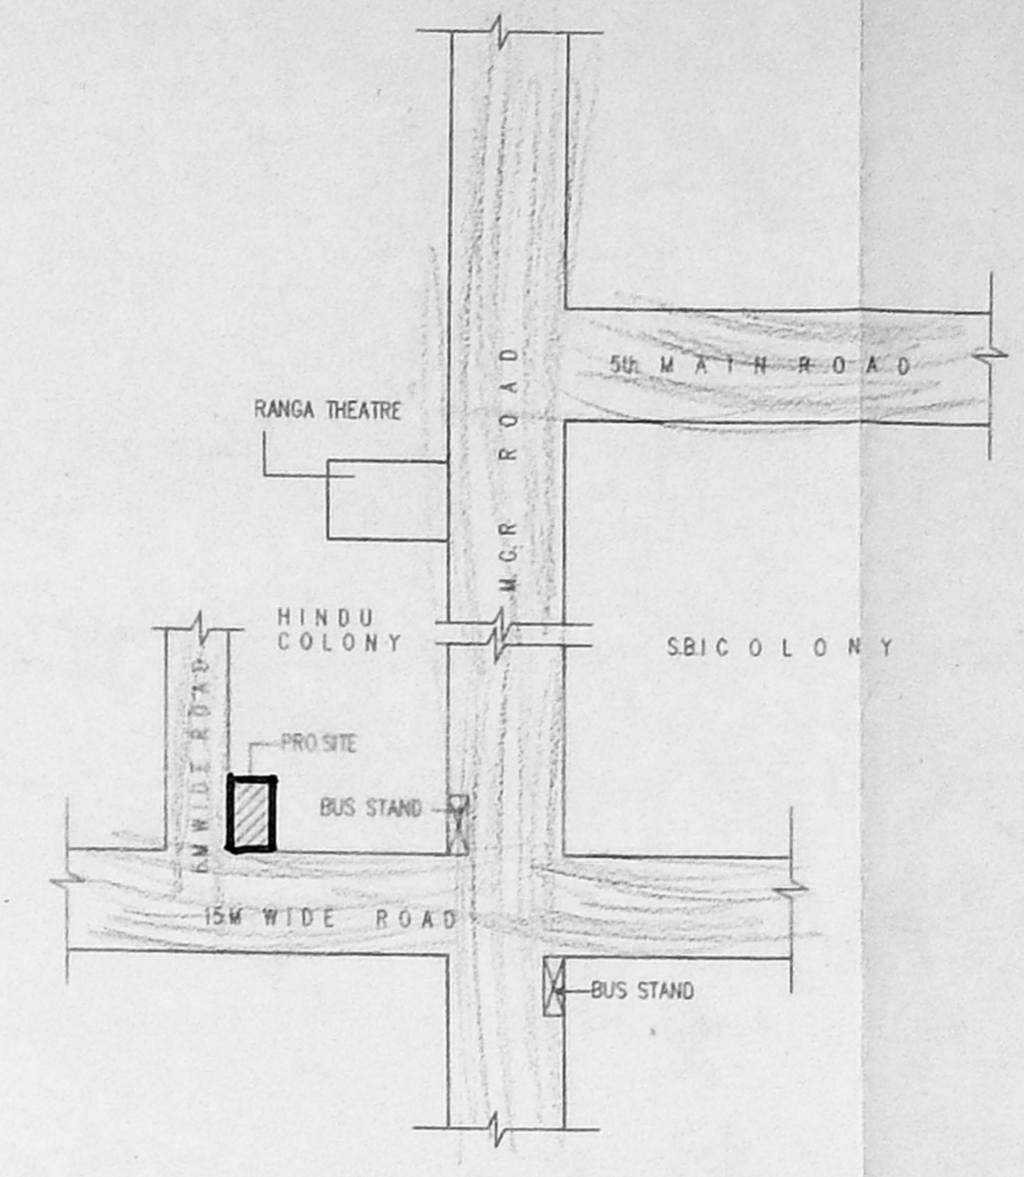 5th MAIN ROAD
RANGA THEATRE
MGR ROAD
HINDU
COLONY
S.B.I COLONY
6M WIDE ROAD
PRO.SITE
BUS STAND
15M WIDE ROAD
BUS STAND